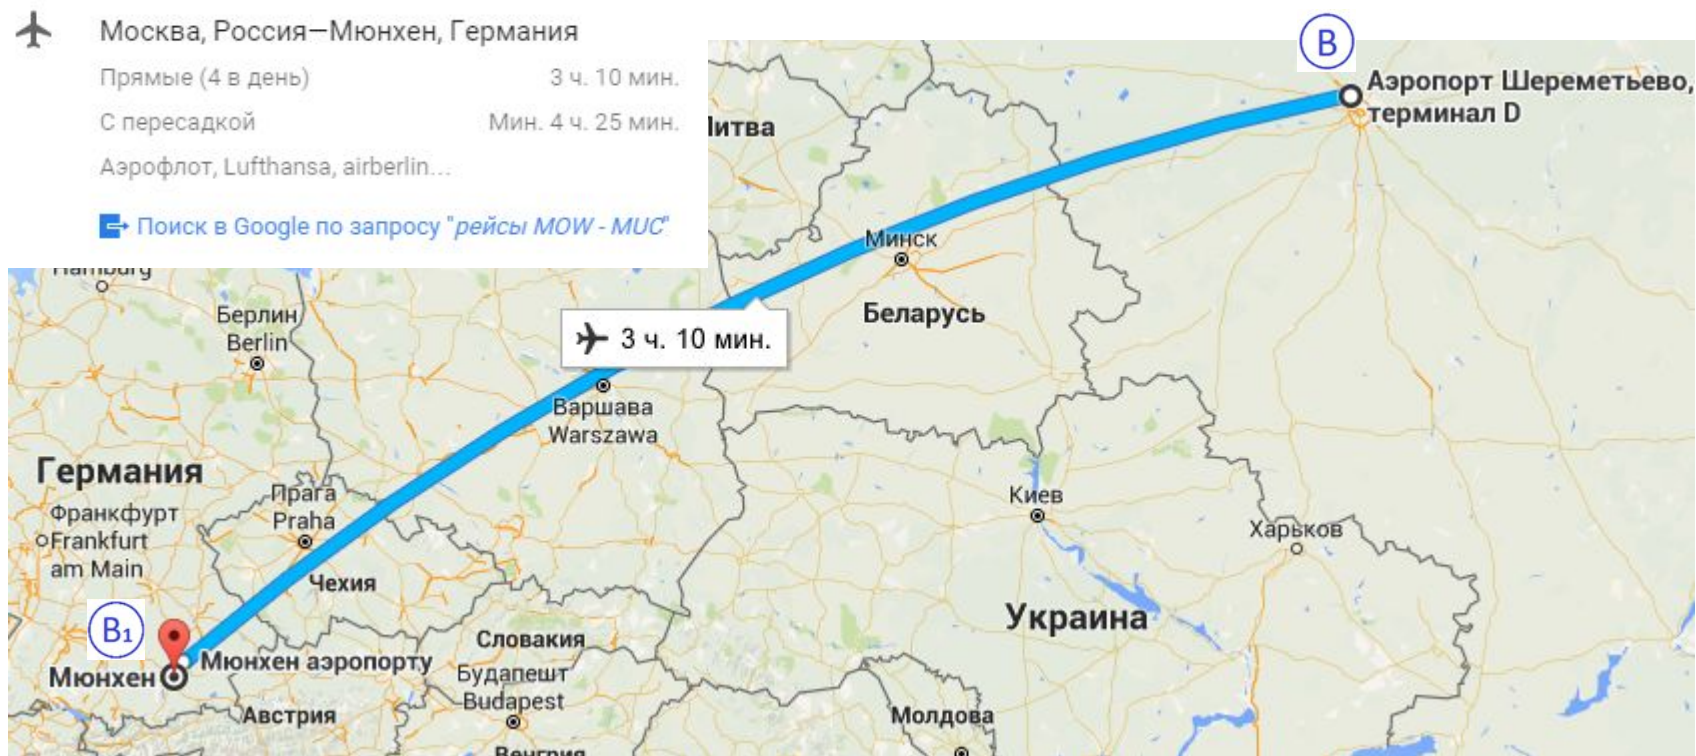 Москва, Россия—Мюнхен, Германия
Прямые (4 в день) 3 ч. 10 мин.
С пересадкой Мин. 4 ч. 25 мин.
Аэрофлот, Lufthansa, airberlin...
Поиск в Google по запросу "рейсы MOW - MUC"
B
Аэропорт Шереметьево,
терминал D
Литва
Hamburg
Минск
Беларусь
Берлин
Berlin
3 ч. 10 мин.
Варшава
Warszawa
Германия
Прага
Praha
Франкфурт
Frankfurt
am Main
Чехия
Киев
Харьков
Украина
B1
Словакия
Мюнхен аэропорту
Мюнхен
Будапешт
Budapest
Австрия
Молдова
Венгрия